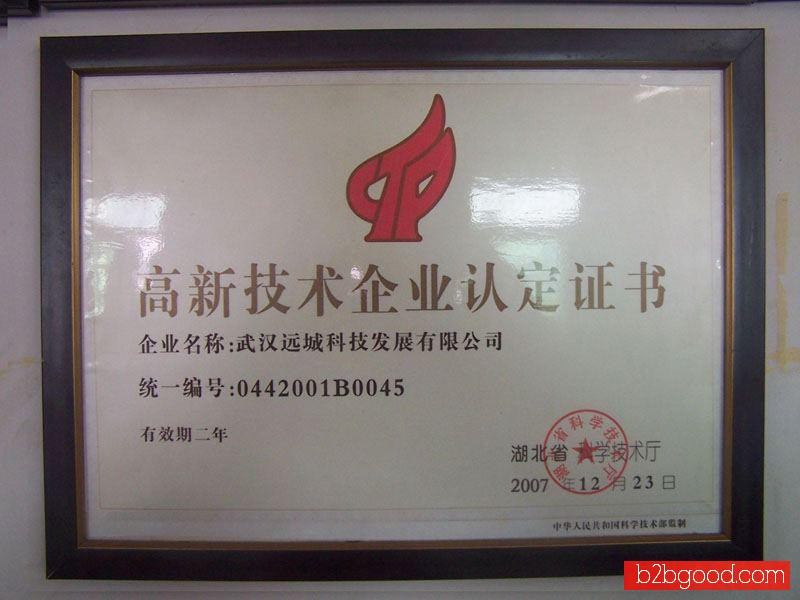 高新技术企业认定证书
企业名称:武汉远城科技发展有限公司
统一编号:0442001B0045
有效期二年
湖北省科学技术厅
2007年12月23日
中华人民共和国科学技术部监制
b2bgood.com